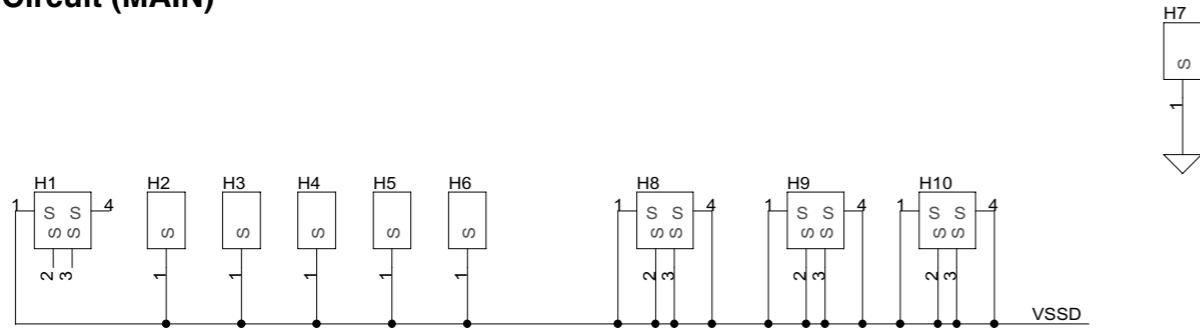 Circuit (MAIN)
H7
S
1
H1 H2 H3 H4 H5 H6 H8 H9 H10
1 S S 4 1 S S 4 1 S S 4 1 S S 4
S S S S S S S S S S S S S
2 3 1 1 1 1 1 2 3 2 3 2 3
VSSD